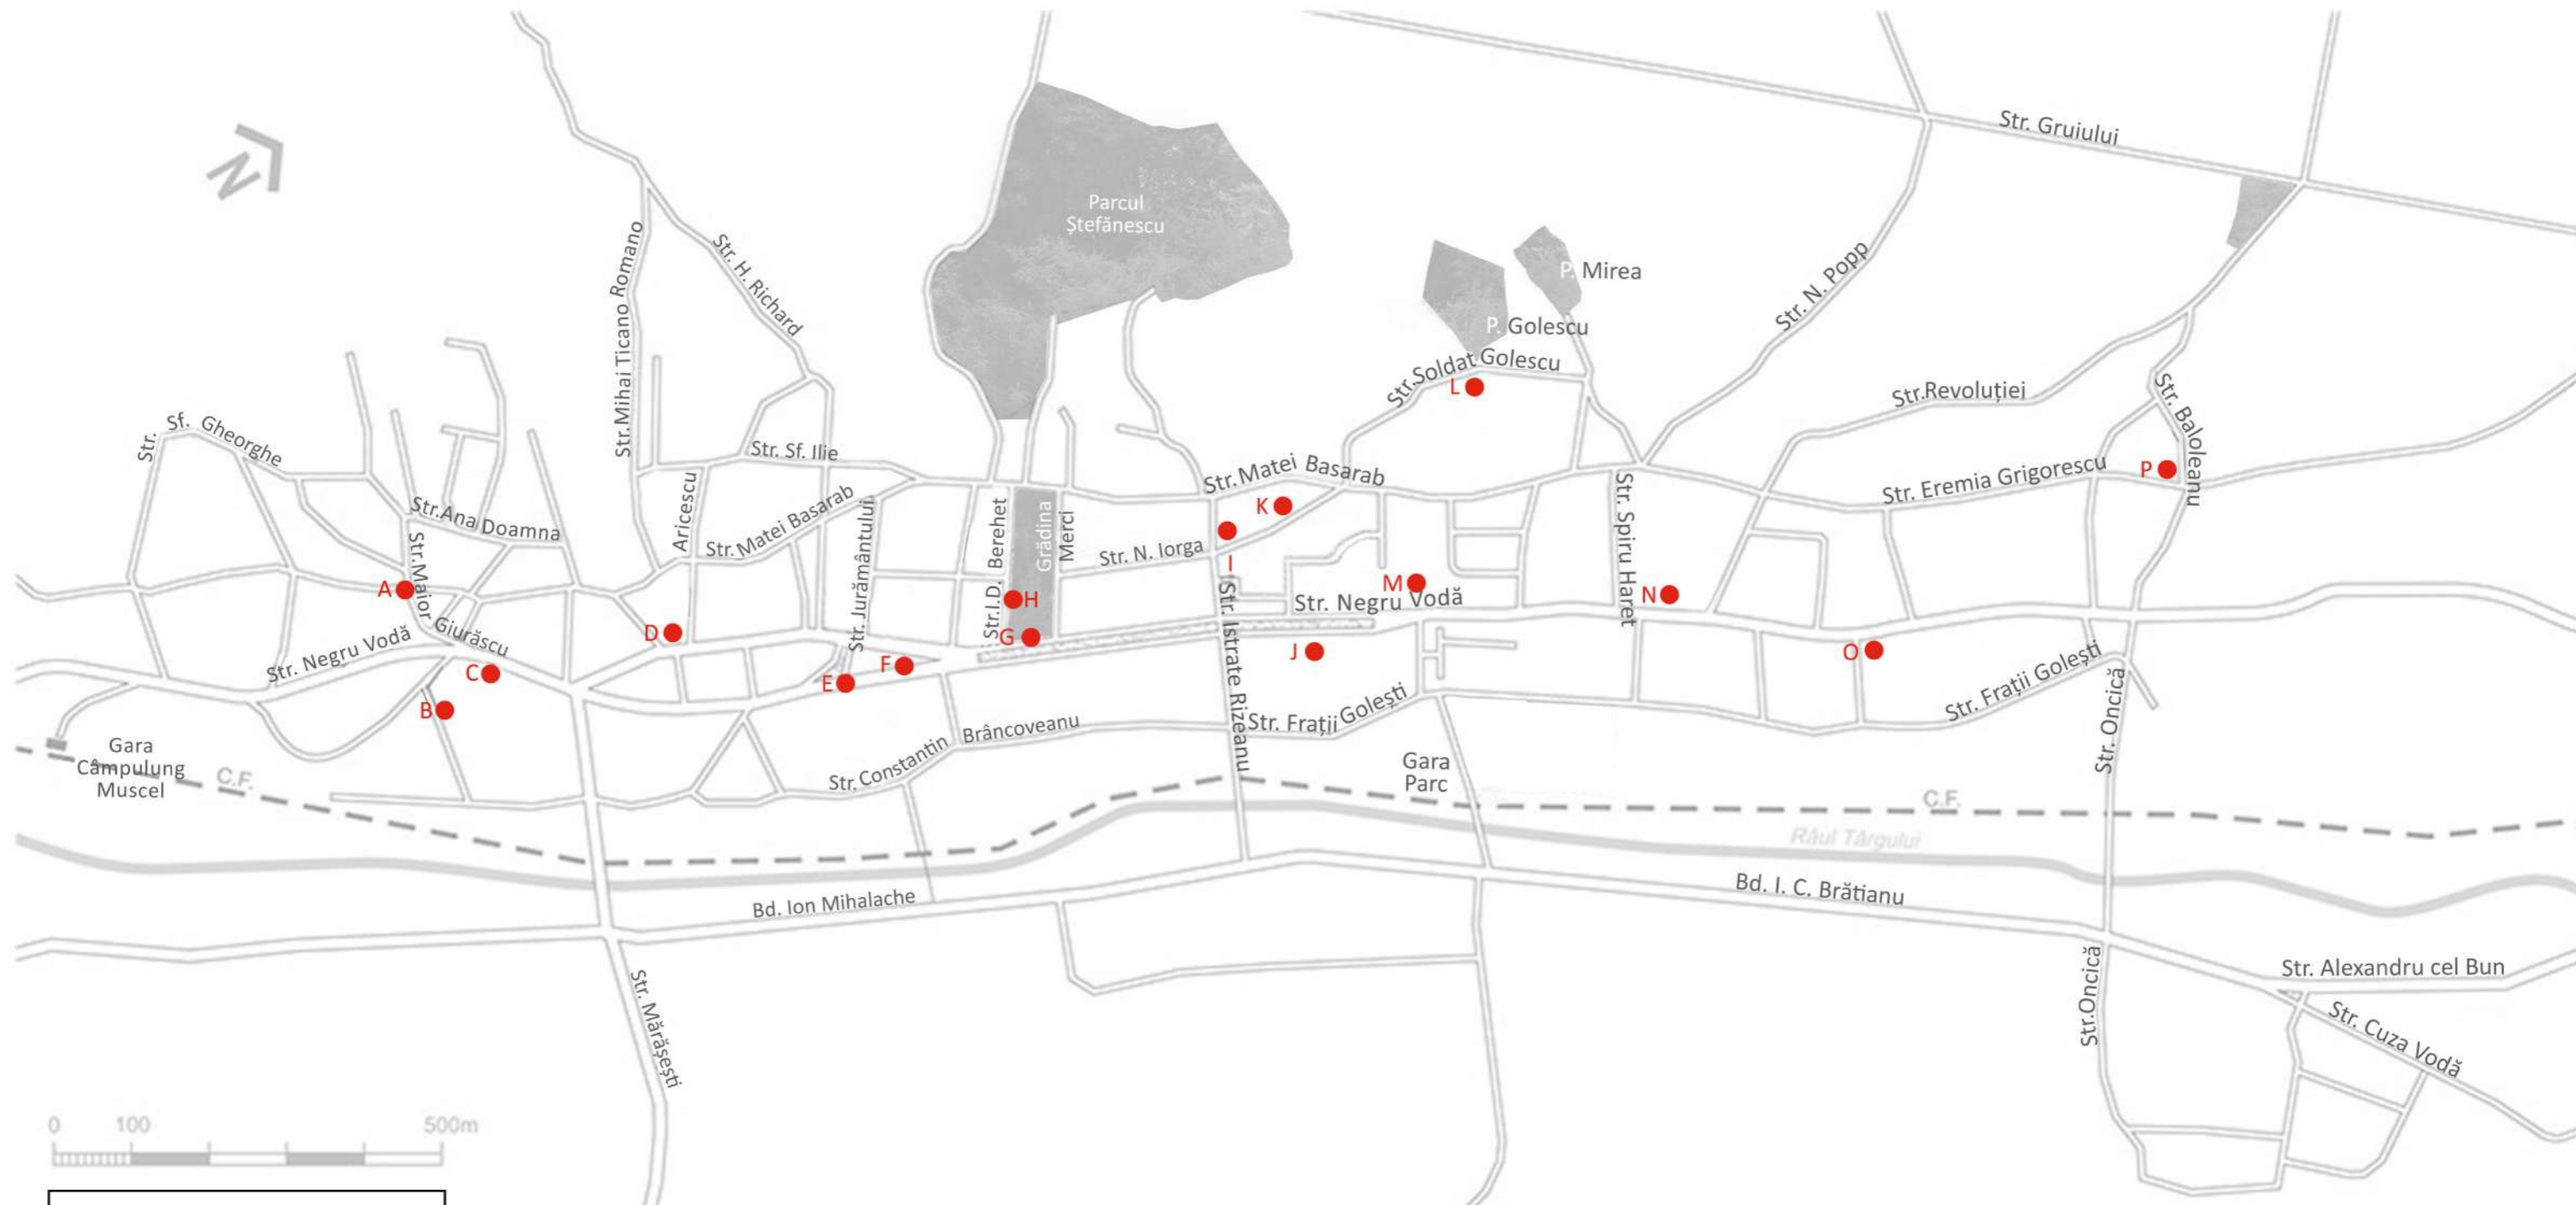 Str. Gruiului
N
Parcul
Ștefănescu
Str.Mihai Ticano Romano
Str. H. Richard
P. Mirea
P. Golescu
Str.Soldat Golescu
L
Str. N. Popp
Str.Revoluției
Str. Baloleanu
Str. Sf. Gheorghe
Str. Sf. Ilie
Str.Matei Basarab
Str. Eremia Grigorescu
P
Str.Ana Doamna
Aricescu
Str.Matei Basarab
Str. Jurământului
Str.I.D. Berehet
Grădina
Merci
Str. N. Iorga
K
I
Str. Spiru Haret
Str.Maior
Giurăscu
A
H
M
N
Str. Negru Vodă
Str. Negru Vodă
D
G
F
E
J
O
C
B
Str. Istrate Rizeanu
Str. Frații Golești
Str. Frații Golești
Str. Oncică
Str.Constantin
Brâncoveanu
Gara
Câmpulung
Muscel
C.F.
Gara
Parc
C.F.
Râul Târgului
Bd. Ion Mihalache
Bd. I. C. Brătianu
Str. Mărășești
Str.Oncică
Str. Alexandru cel Bun
Str. Cuza Vodă
0 100 500m